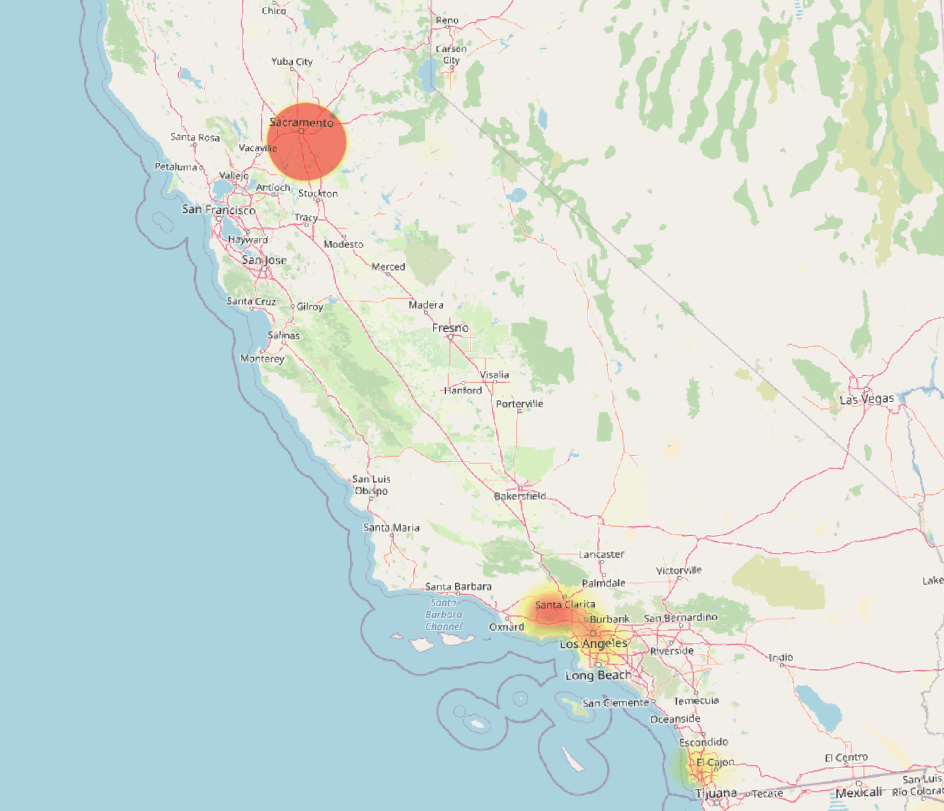 Chico
Reno
Carson
City
Yuba City
Sacramento
Santa Rosa
Vacaville
Petaluma
Vallejo
Antioch
Stockton
San Francisco
Tracy
Hayward
Modesto
San Jose
Merced
Santa Cruz
Gilroy
Madera
Salinas
Fresno
Monterey
Visalia
Hanford
Porterville
Las Vegas
San Luis
Obispo
Bakersfield
Santa Maria
Lancaster
Victorville
Palmdale
Lake
Santa Barbara
Santa
Barbara
Channel
Santa Clarita
Oxnard
Burbank
San Bernardino
Los Angeles
Riverside
Indio
Long Beach
San Clemente
Temecula
Oceanside
Escondido
El Cajon
El Centro
Tijuana
Tecate
Mexicali
San Luis
Río Colorad